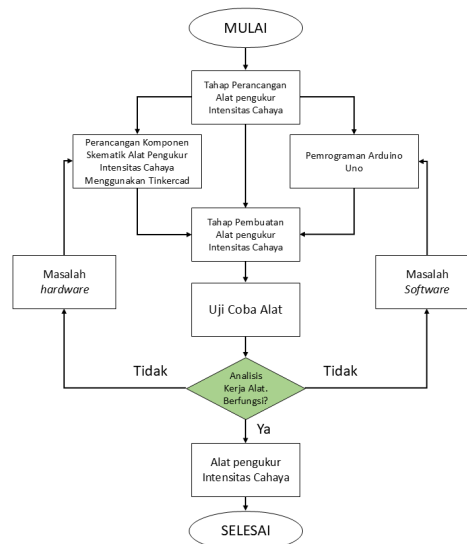 MULAI
Tahap Perancangan
Alat pengukur
Intensitas Cahaya
Perancangan Komponen
Skematik Alat Pengukur
Intensitas Cahaya
Menggunakan Tinkercad
Pemrograman Arduino
Uno
Tahap Pembuatan
Alat pengukur
Intensitas Cahaya
Masalah
hardware
Masalah
Software
Uji Coba Alat
Tidak
Analisis
Kerja Alat.
Berfungsi?
Tidak
Ya
Alat pengukur
Intensitas Cahaya
SELESAI